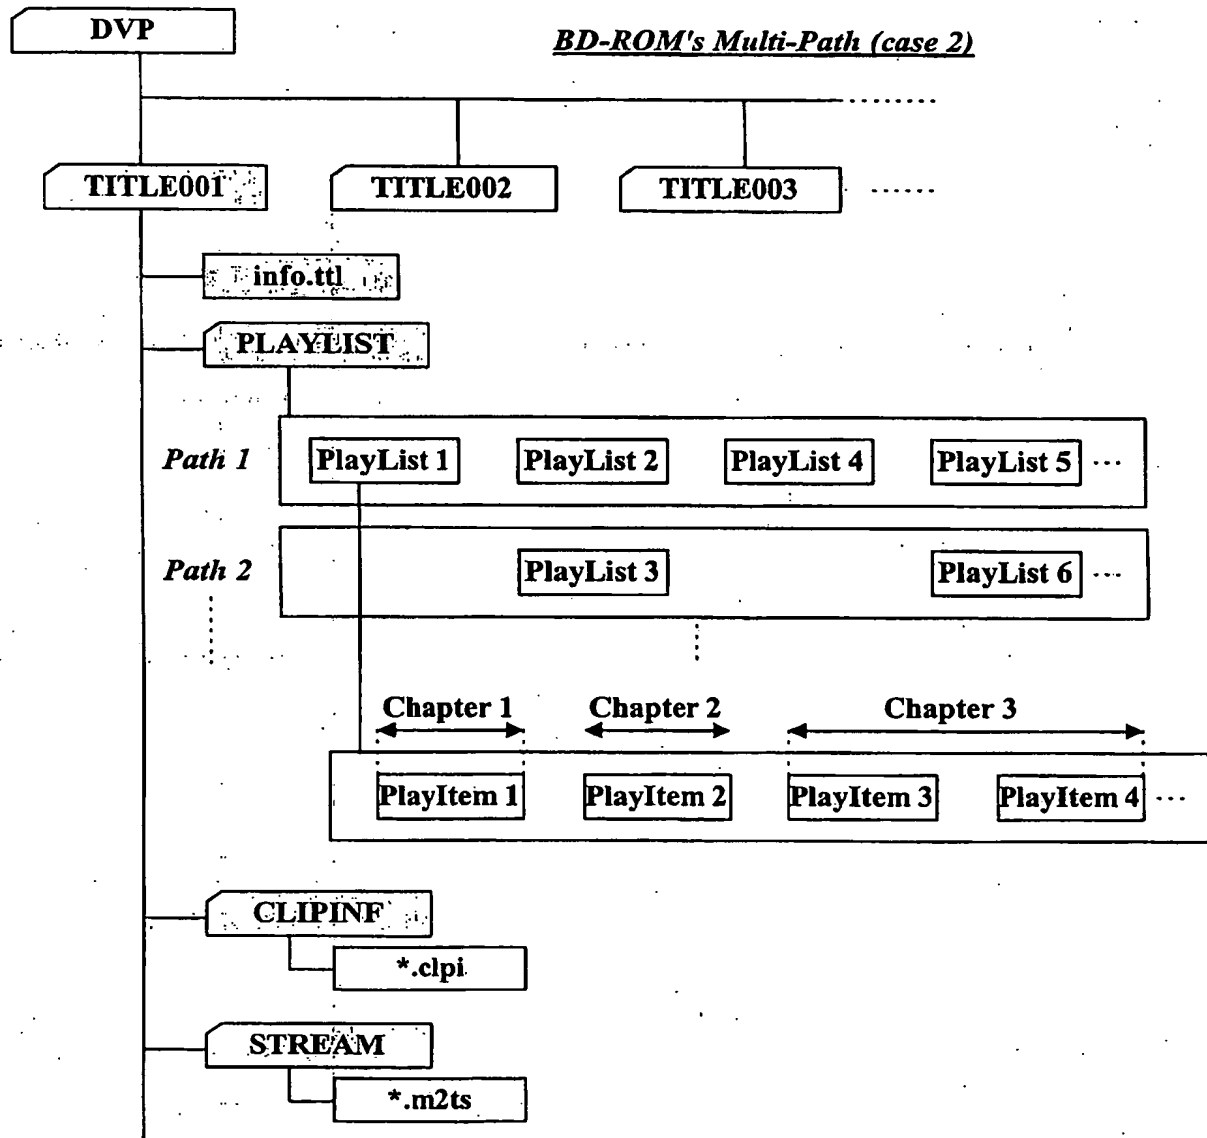 DVP
BD-ROM's Multi-Path (case 2)
TITLE001
TITLE002
TITLE003
info.ttl
PLAYLIST
Path 1
PlayList 1
PlayList 2
PlayList 4
PlayList 5
Path 2
PlayList 3
PlayList 6
Chapter 1
Chapter 2
Chapter 3
PlayItem 1
PlayItem 2
PlayItem 3
PlayItem 4
CLIPINF
*.clpi
STREAM
*.m2ts